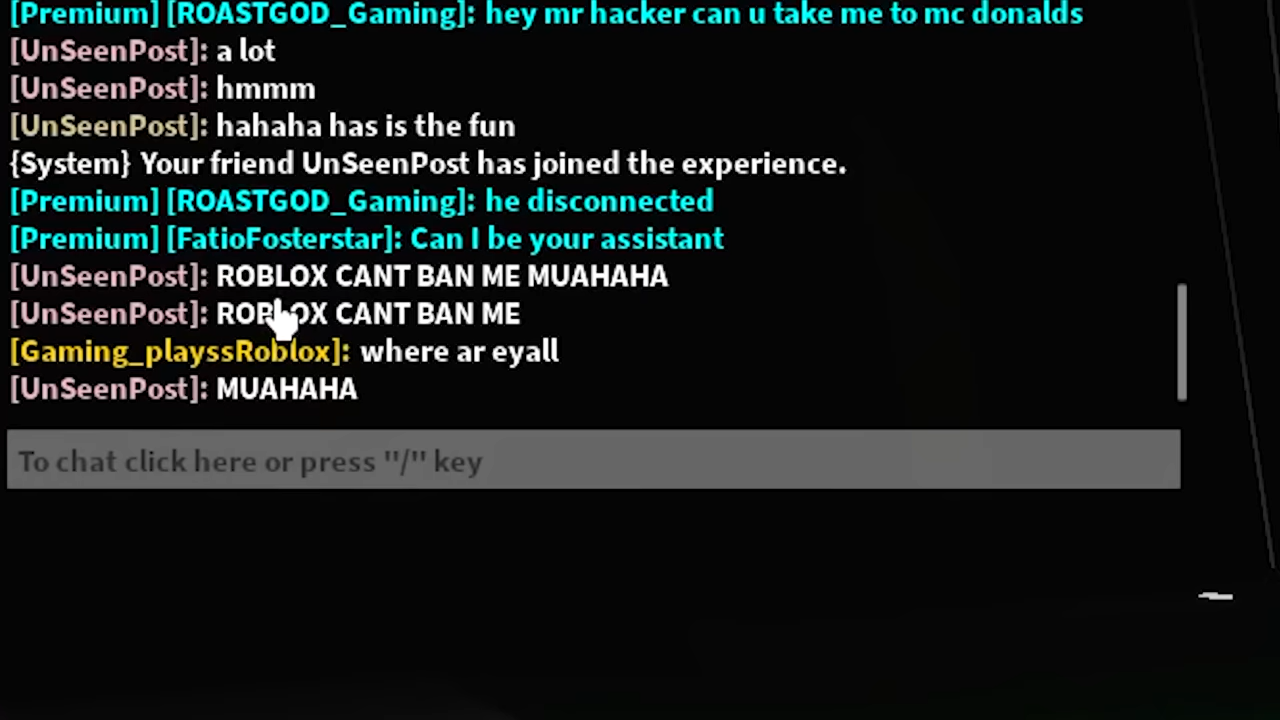 [Premium] [ROASTGOD_Gaming]: hey mr hacker can u take me to mc donalds
[UnSeenPost]: a lot
[UnSeenPost]: hmmm
[UnSeenPost]: hahaha has is the fun
{System} Your friend UnSeenPost has joined the experience.
[Premium] [ROASTGOD_Gaming]: he disconnected
[Premium] [FatioFosterstar]: Can I be your assistant
[UnSeenPost]: ROBLOX CANT BAN ME MUAHAHA
[UnSeenPost]: ROBLOX CANT BAN ME
[Gaming_playssRoblox]: where ar eyall
[UnSeenPost]: MUAHAHA
To chat click here or press "/" key